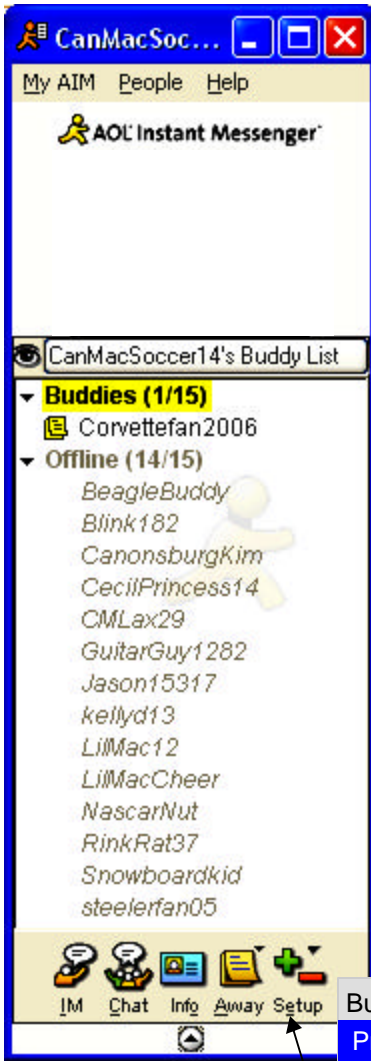 CanMacSoc...
My AIM People Help
AOL Instant Messenger
CanMacSoccer14's Buddy List
Buddies (1/15)
Corvettefan2006
Offline (14/15)
BeagleBuddy
Blink182
CanonsburgKim
CecilPrincess14
CMLax29
GuitarGuy1282
Jason15317
kellyd13
LilMac12
LilMacCheer
NascarNut
RinkRat37
Snowboardkid
steelerfan05
IM Chat Info Away Setup